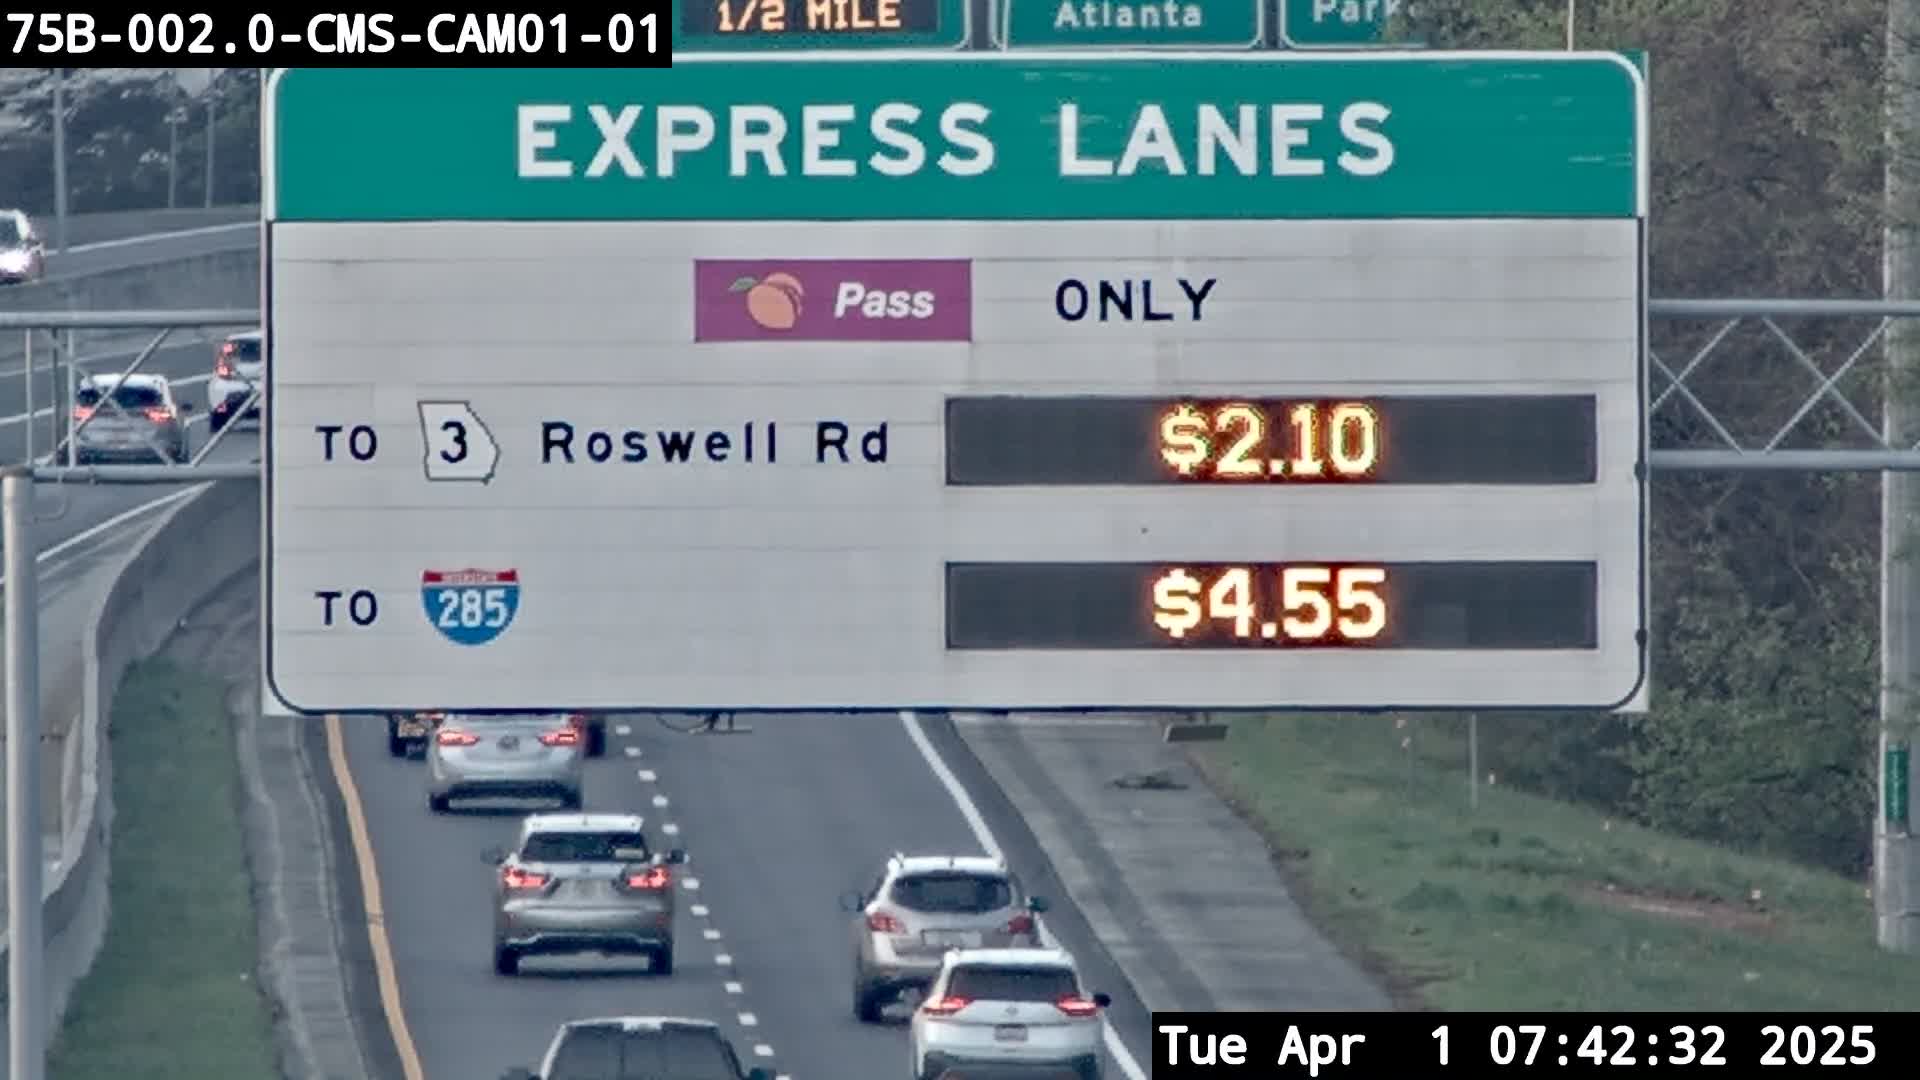 75B-002.0-CMS-CAM01-01
1/2 MILE
Atlanta
EXPRESS LANES
Pass ONLY
TO 3 Roswell Rd $2.10
TO 285 $4.55
Tue Apr 1 07:42:32 2025